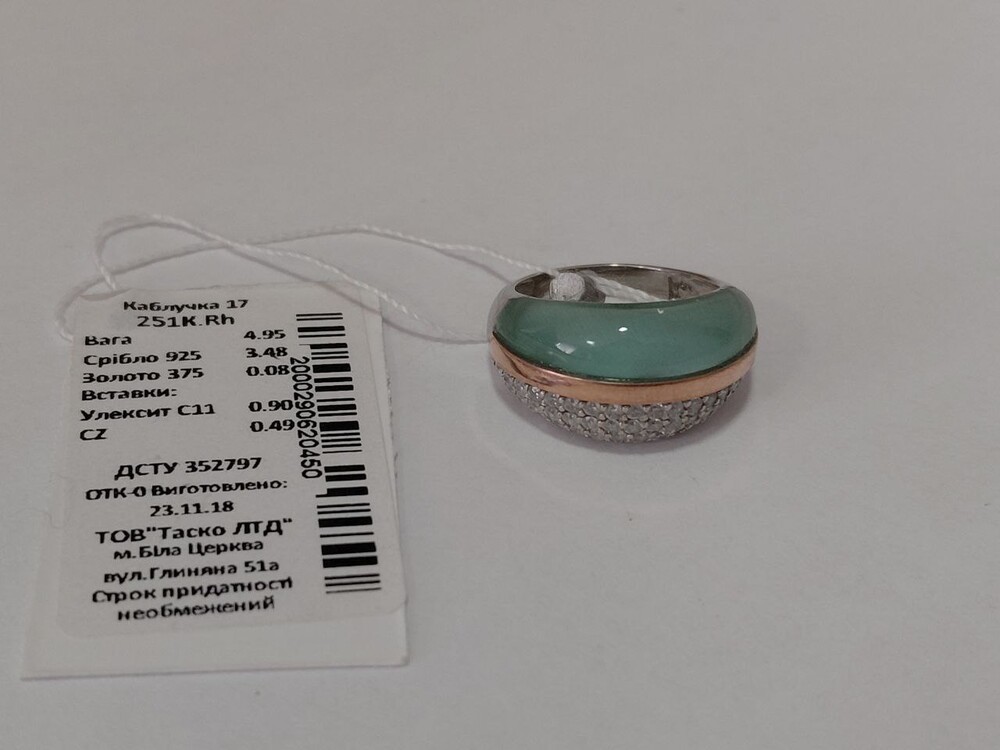 Каблучка 17
251К.Rh
Вага 4.95
Срібло 925 3.48
Золото 375 0.08
Вставки:
Улексит С11 0.90
CZ 0.49
ДСТУ 352797
ОТК-0 Виготовлено:
23.11.18
ТОВ"Таско ЛТД"
м.Біла Церква
вул.Глиняна 51а
Строк придатності
необмежений
2000290620450